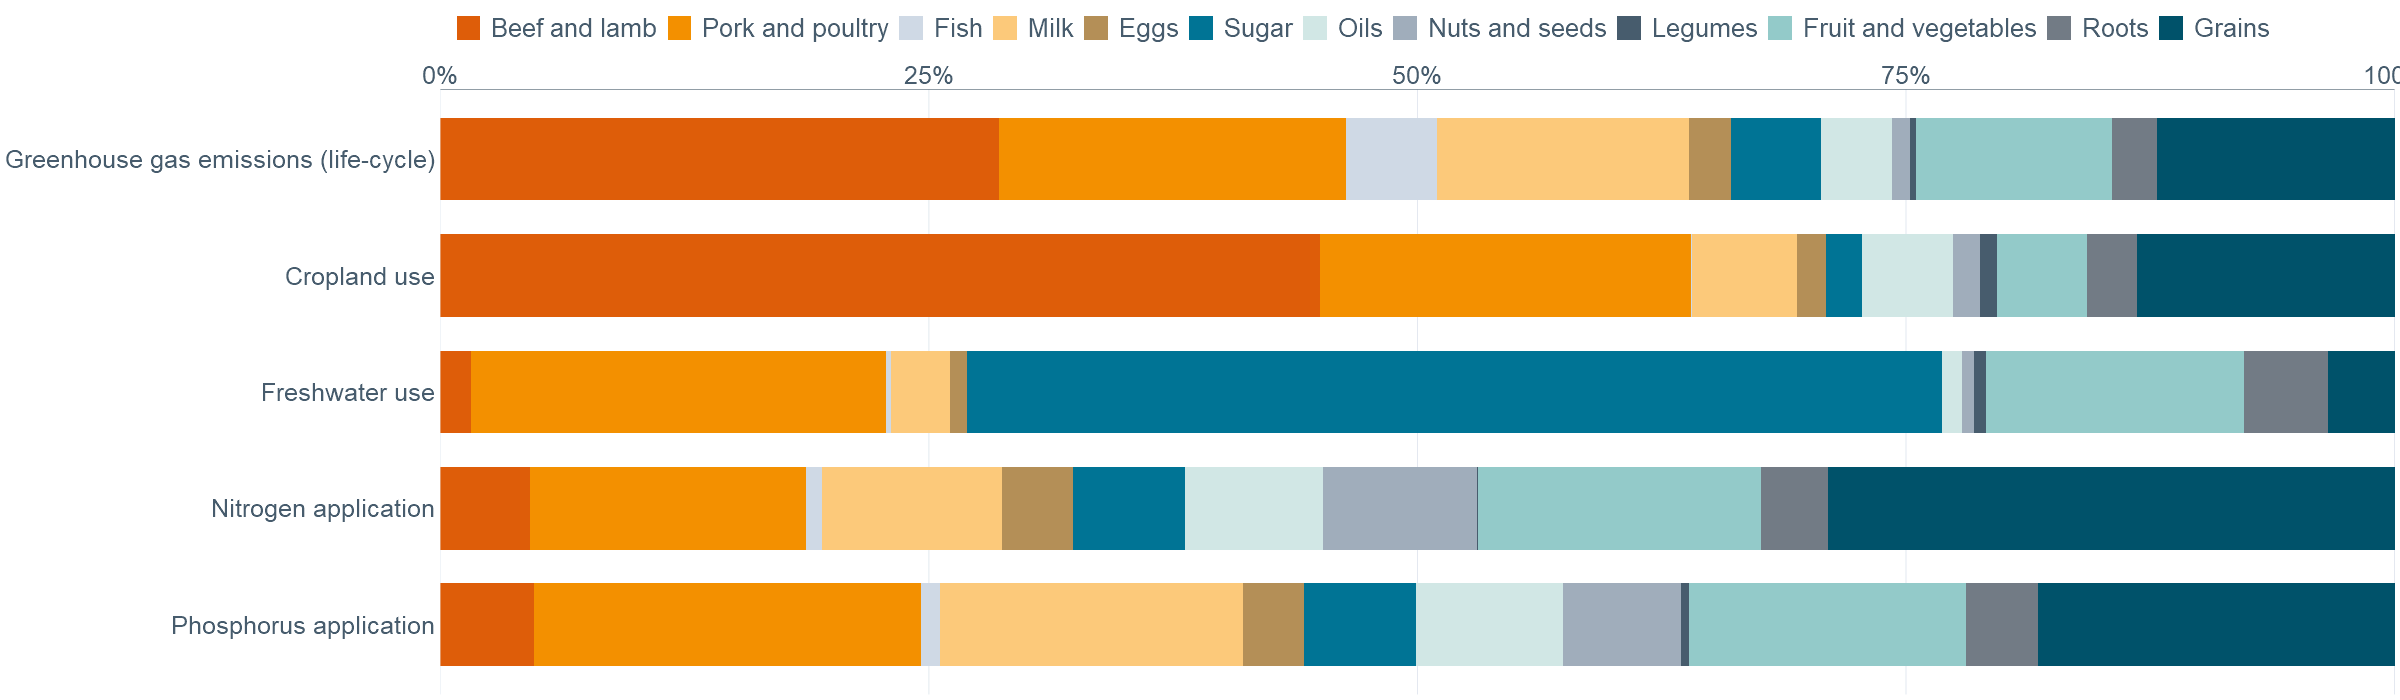 Beef and lamb Pork and poultry Fish Milk Eggs Sugar Oils Nuts and seeds Legumes Fruit and vegetables Roots Grains
0% 25% 50% 75% 100
Greenhouse gas emissions (life-cycle)
Cropland use
Freshwater use
Nitrogen application
Phosphorus application